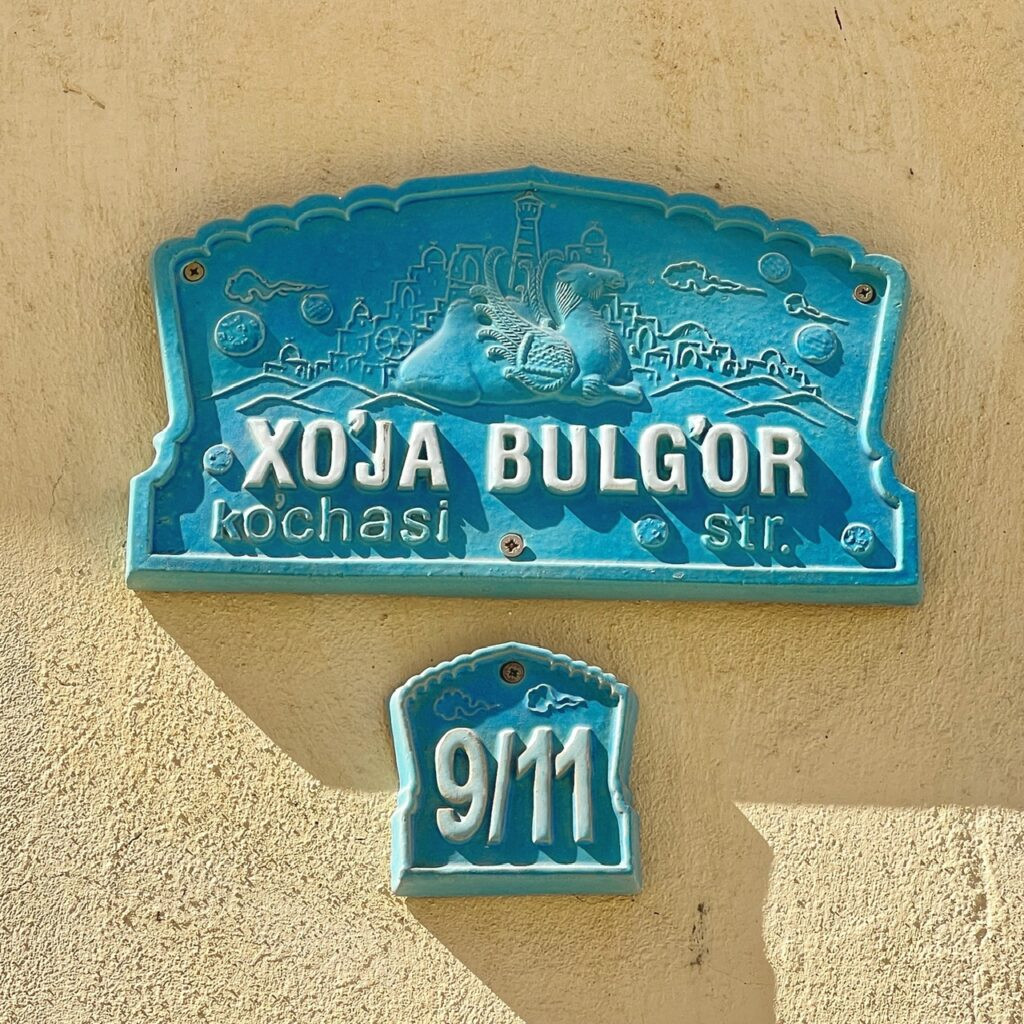 XO'JA BULG'OR
ko'chasi str.
9/11